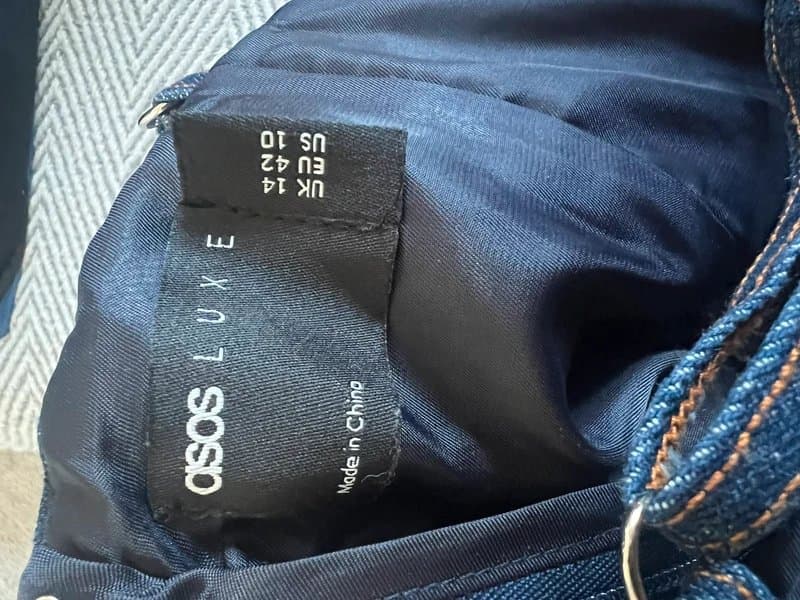 UK 14
EU 42
US 10
asos LUXE
Made in China